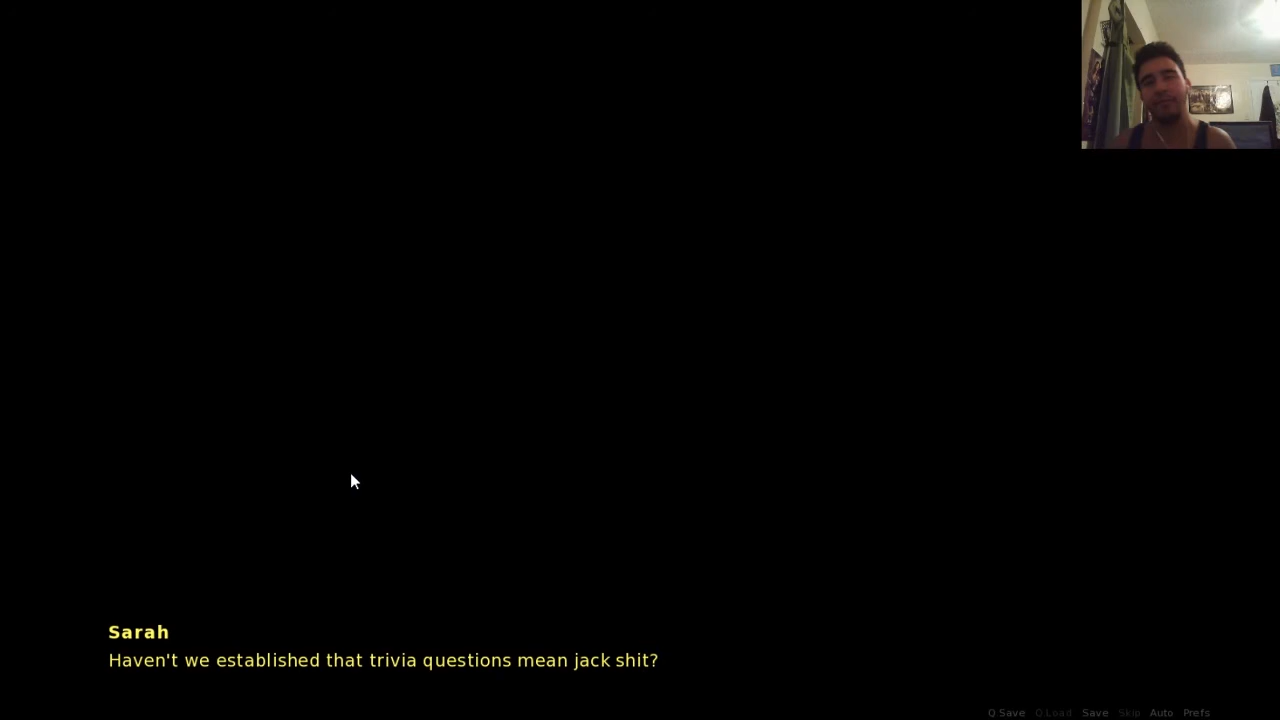 Sarah
Haven't we established that trivia questions mean jack shit?
Q Save Q Load Save Skip Auto Prefs